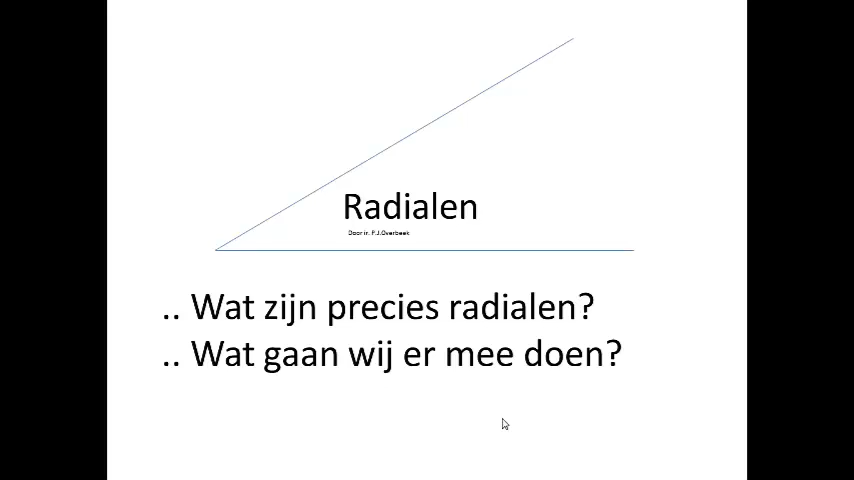 Radialen
Door ir. P.J.Overbeek
.. Wat zijn precies radialen?
.. Wat gaan wij er mee doen?